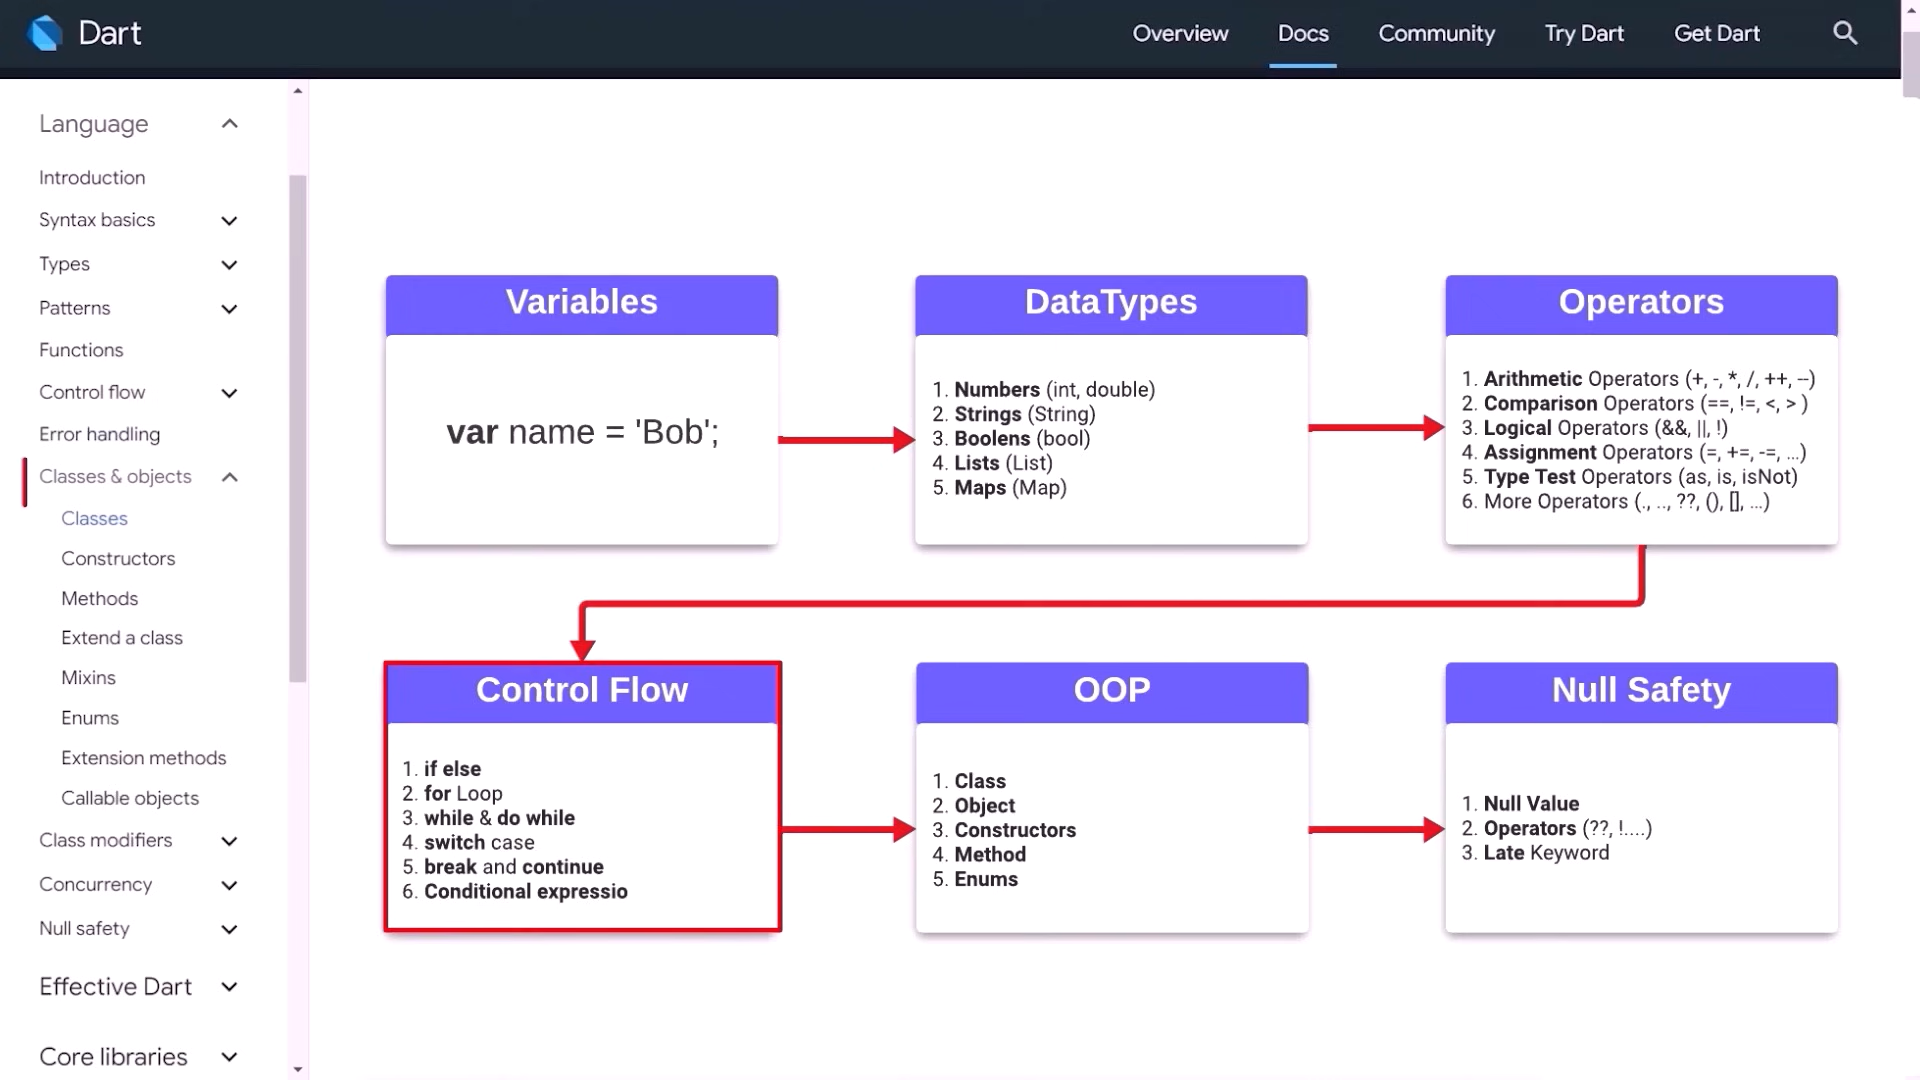 Dart
Overview
Docs
Community
Try Dart
Get Dart
Language
Introduction
Syntax basics
Types
Patterns
Functions
Control flow
Error handling
Classes & objects
Classes
Constructors
Methods
Extend a class
Mixins
Enums
Extension methods
Callable objects
Class modifiers
Concurrency
Null safety
Effective Dart
Core libraries
Variables
var name = 'Bob';
DataTypes
1. Numbers (int, double)
2. Strings (String)
3. Boolens (bool)
4. Lists (List)
5. Maps (Map)
Operators
1. Arithmetic Operators (+, -, *, /, ++, --)
2. Comparison Operators (==, !=, <, > )
3. Logical Operators (&&, ||, !)
4. Assignment Operators (=, +=, -=, ...)
5. Type Test Operators (as, is, isNot)
6. More Operators (., .., ??, (), [], ...)
Control Flow
1. if else
2. for Loop
3. while & do while
4. switch case
5. break and continue
6. Conditional expressio
OOP
1. Class
2. Object
3. Constructors
4. Method
5. Enums
Null Safety
1. Null Value
2. Operators (??, !....)
3. Late Keyword